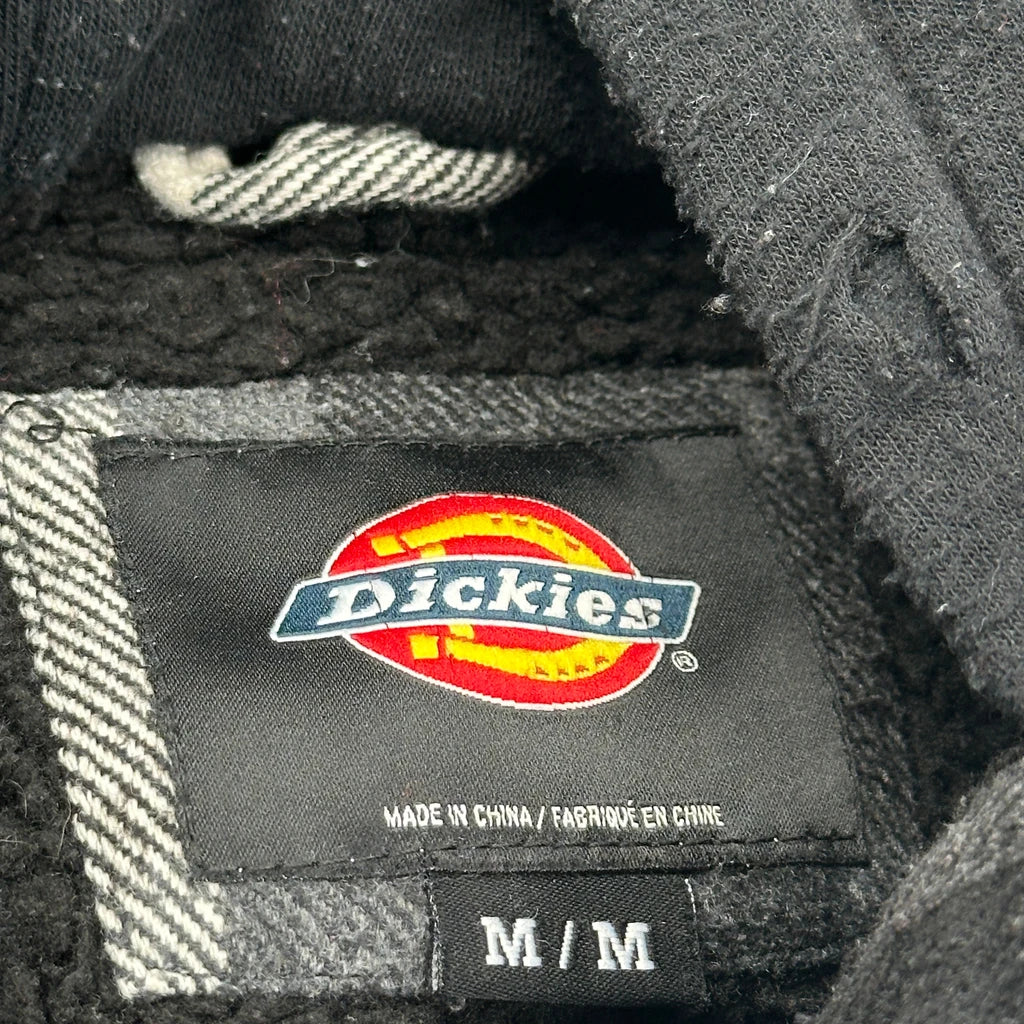 Dickies
®
MADE IN CHINA / FABRIQUÉ EN CHINE
M / M